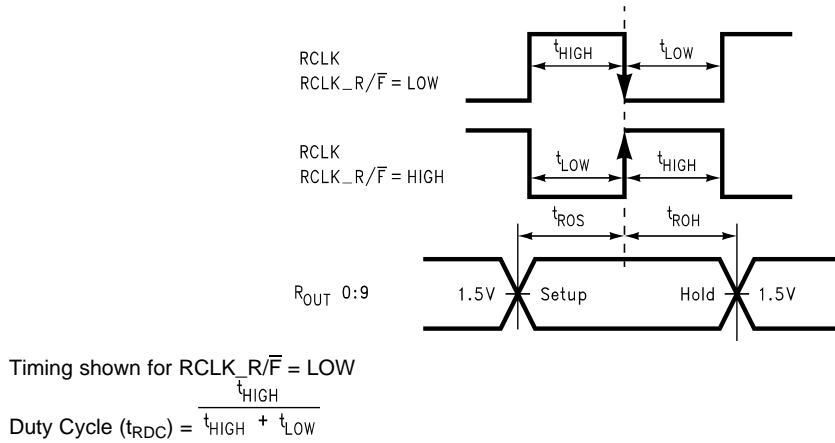 RCLK
RCLK_R/F̅ = LOW
tHIGH
tLOW
RCLK
RCLK_R/F̅ = HIGH
tLOW
tHIGH
tROS
tROH
ROUT 0:9
1.5V
Setup
Hold
1.5V
Timing shown for RCLK_R/F̅ = LOW
Duty Cycle (tRDC) = tHIGH / tHIGH + tLOW